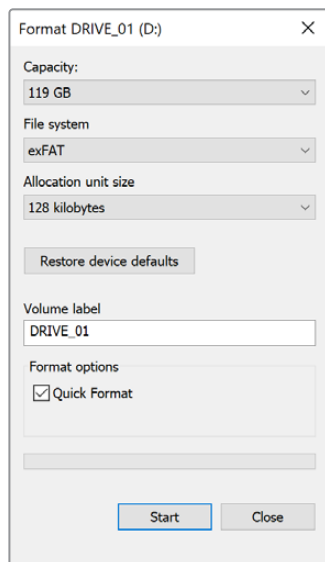 Format DRIVE_01 (D:)
Capacity:
119 GB
File system
exFAT
Allocation unit size
128 kilobytes
Restore device defaults
Volume label
DRIVE_01
Format options
Quick Format
Start Close